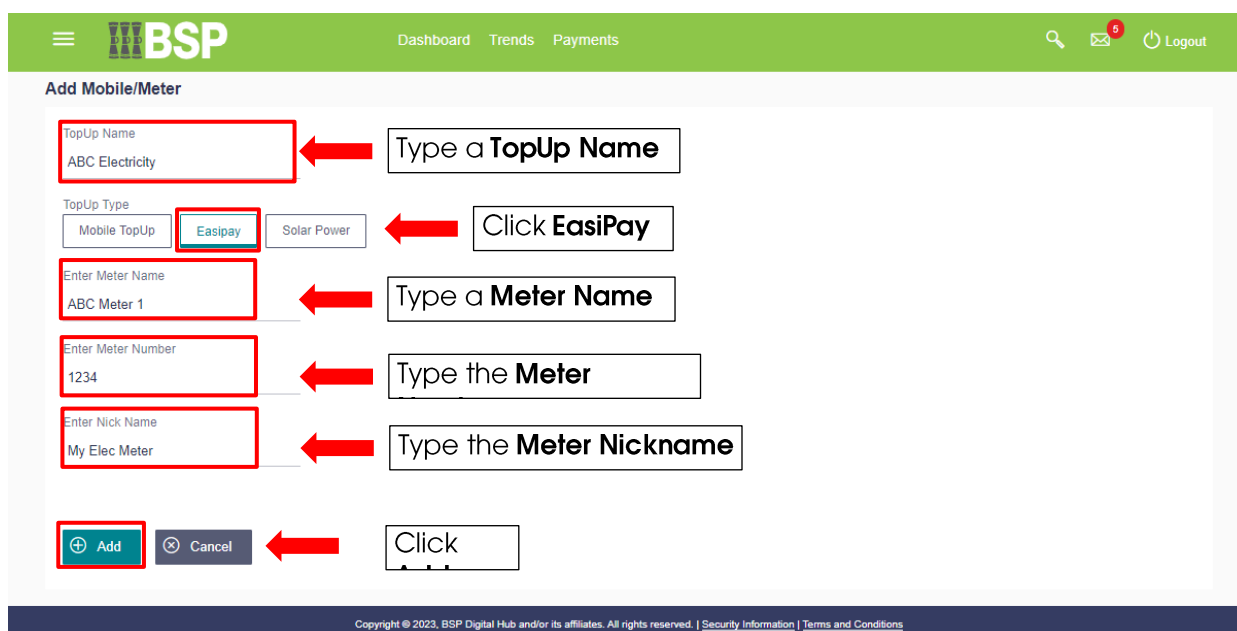 BSP
Dashboard Trends Payments
5
Logout
Add Mobile/Meter
TopUp Name
ABC Electricity
Type a TopUp Name
TopUp Type
Mobile TopUp Easipay Solar Power
Click EasiPay
Enter Meter Name
ABC Meter 1
Type a Meter Name
Enter Meter Number
1234
Type the Meter
Enter Nick Name
My Elec Meter
Type the Meter Nickname
Add Cancel
Click
Copyright © 2023, BSP Digital Hub and/or its affiliates. All rights reserved. | Security Information | Terms and Conditions